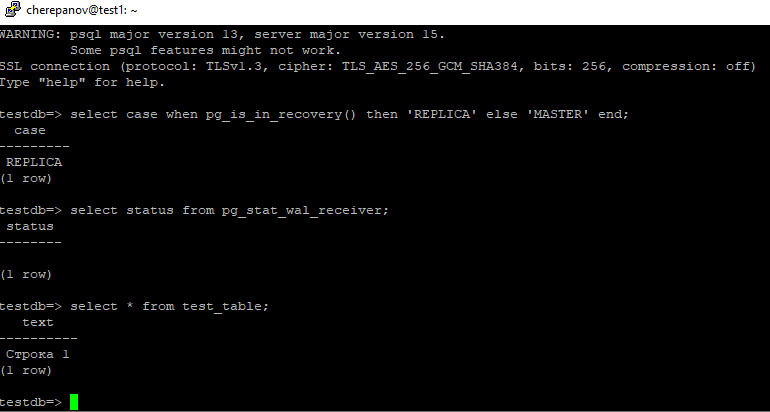 cherepanov@test1: ~
WARNING: psql major version 13, server major version 15.
         Some psql features might not work.
SSL connection (protocol: TLSv1.3, cipher: TLS_AES_256_GCM_SHA384, bits: 256, compression: off)
Type "help" for help.
testdb=> select case when pg_is_in_recovery() then 'REPLICA' else 'MASTER' end;
  case
---------
 REPLICA
(1 row)
testdb=> select status from pg_stat_wal_receiver;
 status
--------
(1 row)
testdb=> select * from test_table;
   text
----------
 Строка 1
(1 row)
testdb=>